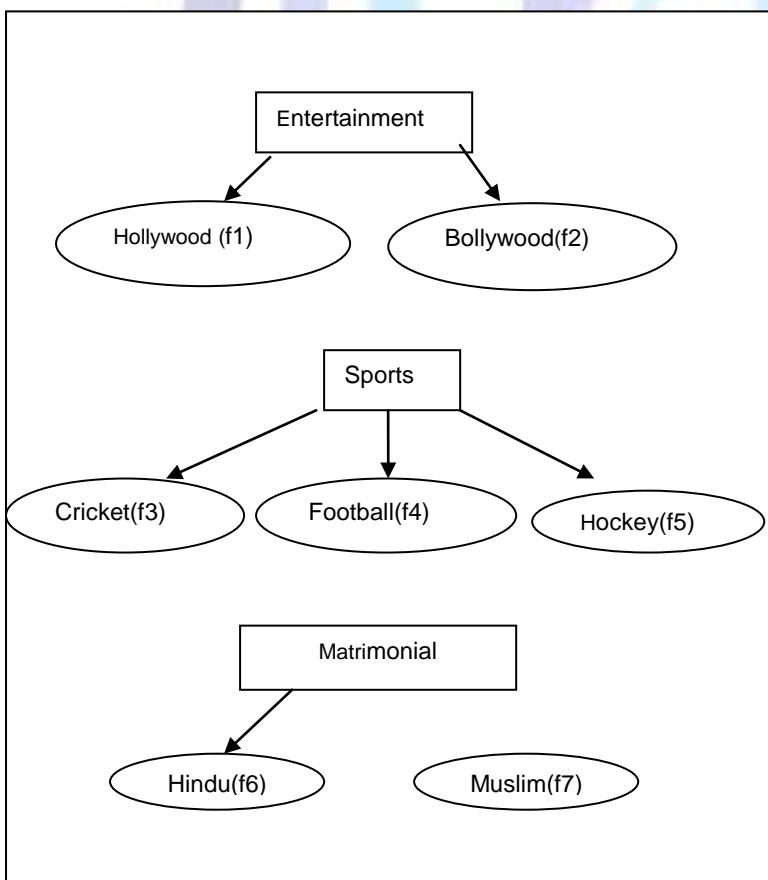 Entertainment
Hollywood (f1)
Bollywood(f2)
Sports
Cricket(f3)
Football(f4)
Hockey(f5)
Matrimonial
Hindu(f6)
Muslim(f7)